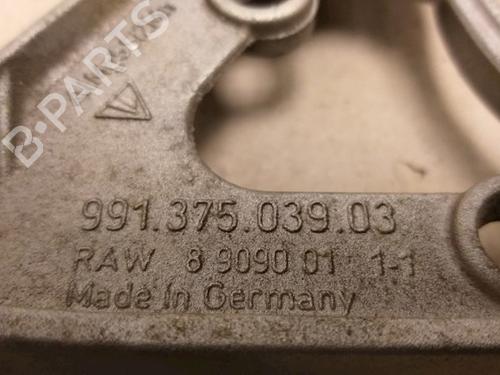 B-PARTS
991.375.039.03
RAW 8 9090 01 1-1
Made in Germany